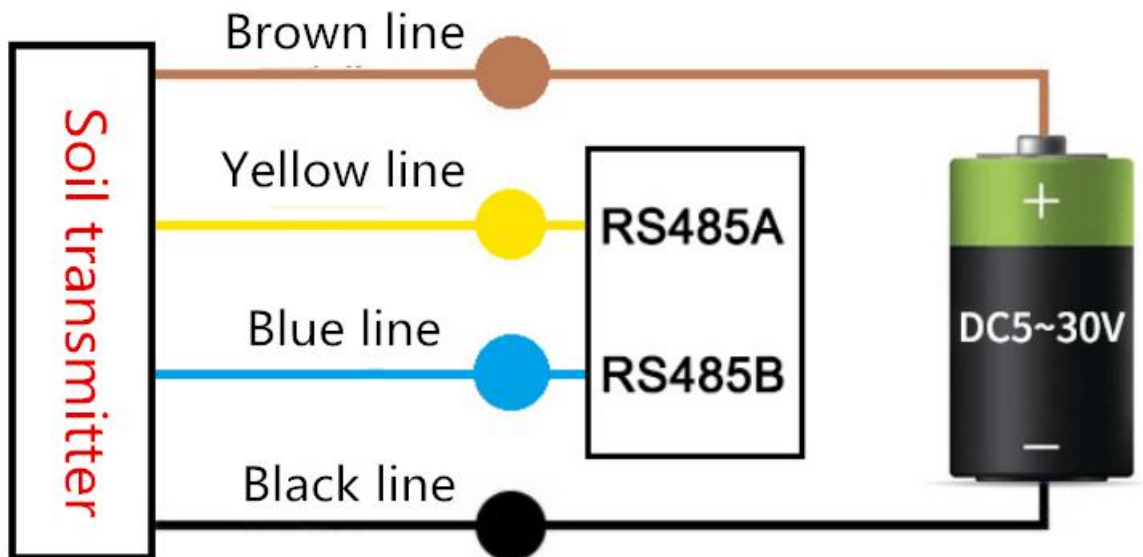 Brown line
Soil transmitter
Yellow line
RS485A
+
Blue line
DC5~30V
RS485B
Black line
−